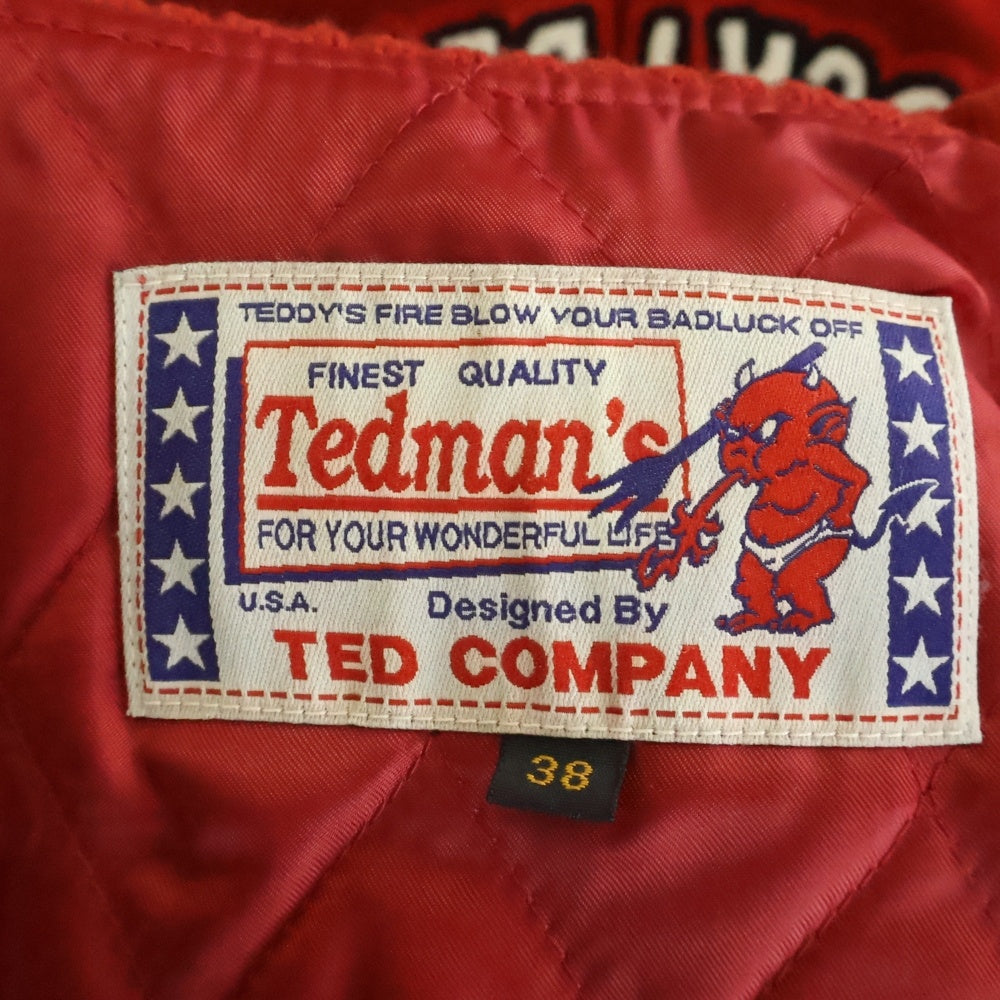 TEDDY'S FIRE BLOW YOUR BADLUCK OFF
FINEST QUALITY
Tedman's
FOR YOUR WONDERFUL LIFE
U.S.A.
Designed By
TED COMPANY
38